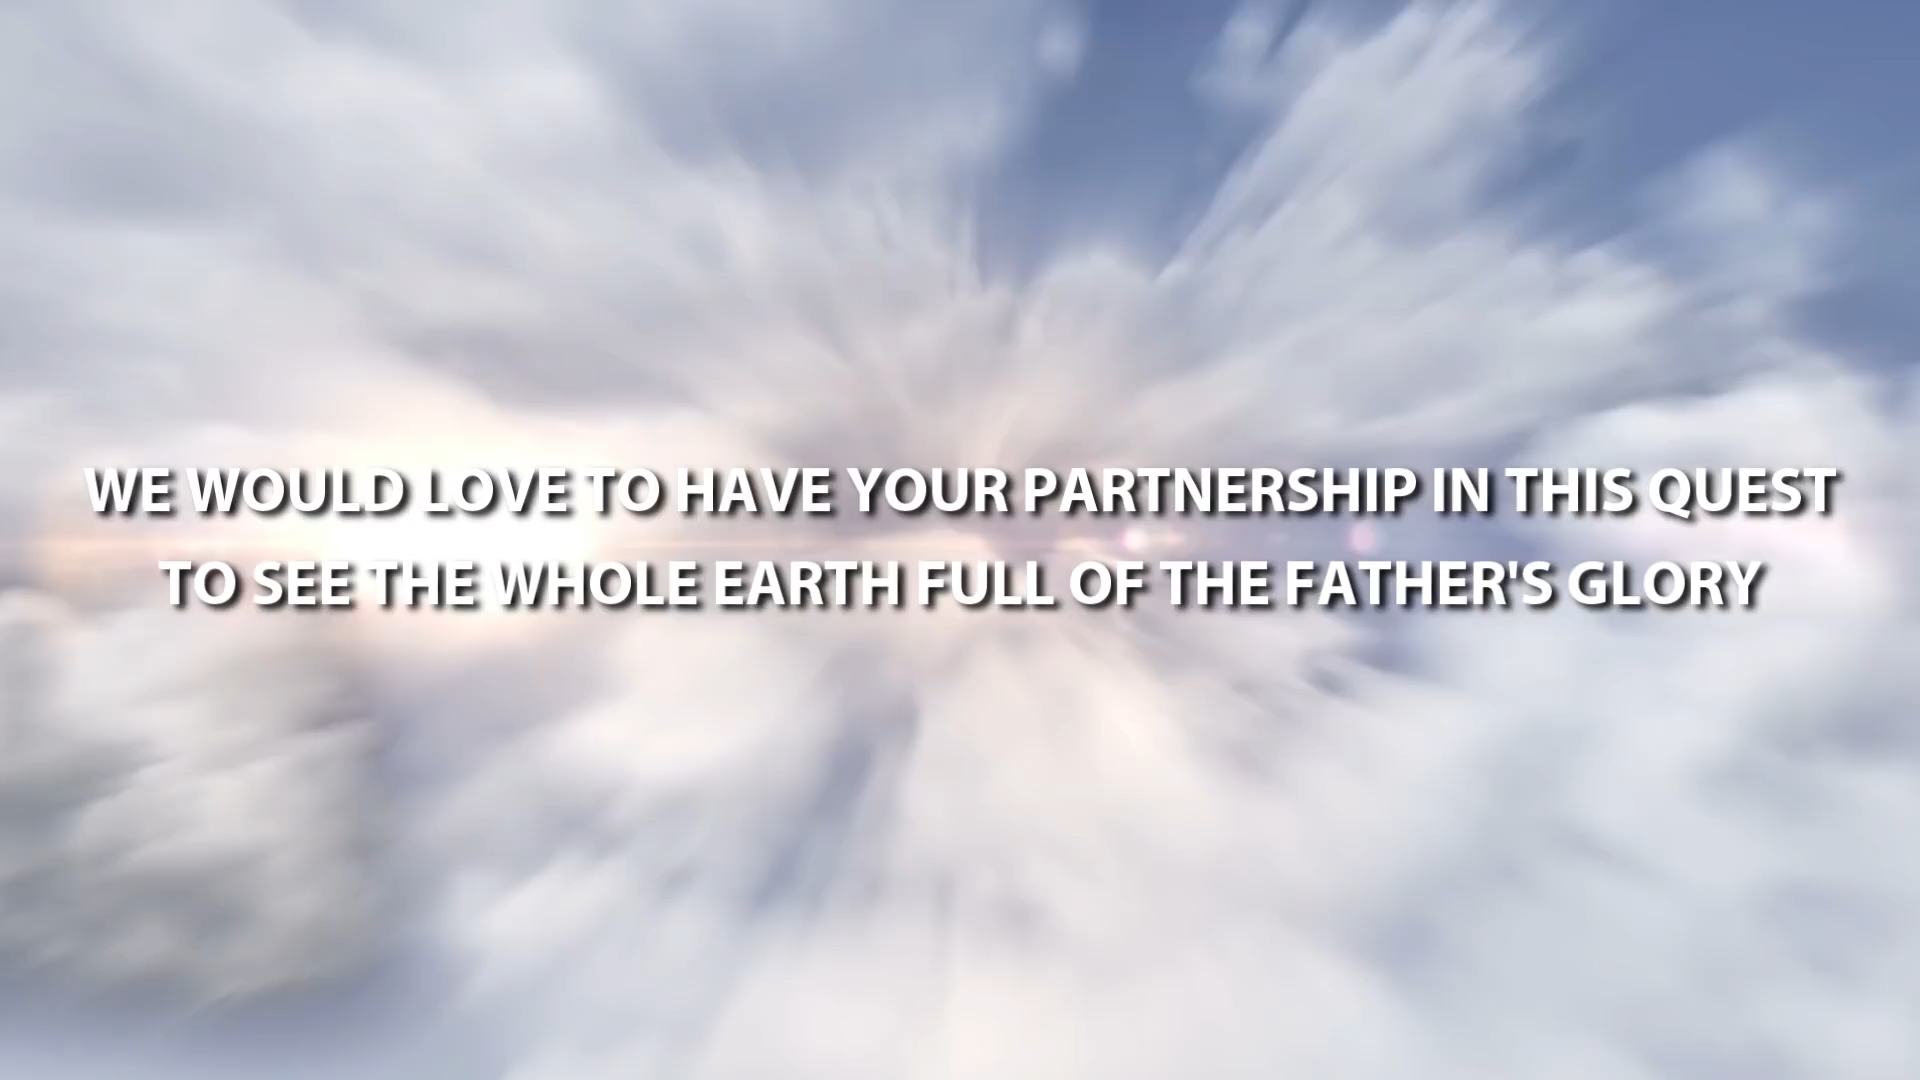 WE WOULD LOVE TO HAVE YOUR PARTNERSHIP IN THIS QUEST
TO SEE THE WHOLE EARTH FULL OF THE FATHER'S GLORY